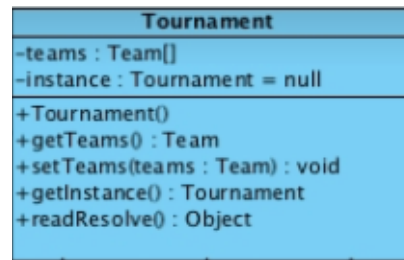 Tournament
-teams : Team[]
-instance : Tournament = null
+Tournament()
+getTeams() : Team
+setTeams(teams : Team) : void
+getInstance() : Tournament
+readResolve() : Object